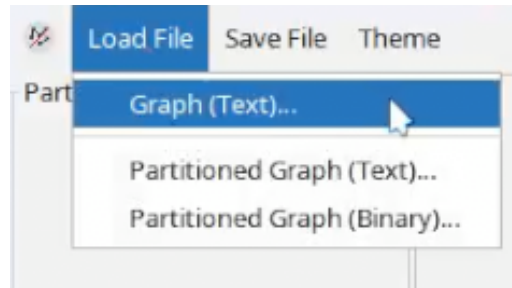 Load File Save File Theme
Part
Graph (Text)...
Partitioned Graph (Text)...
Partitioned Graph (Binary)...